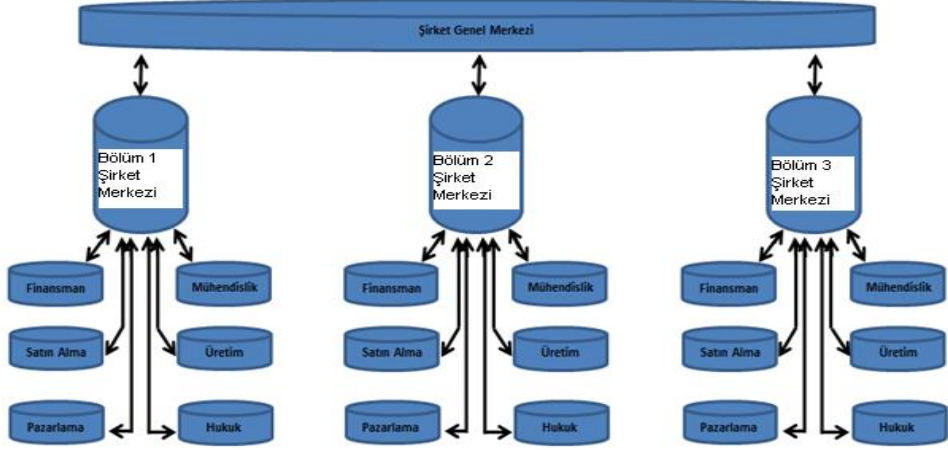 Şirket Genel Merkezi
Bölüm 1
Şirket
Merkezi
Bölüm 2
Şirket
Merkezi
Bölüm 3
Şirket
Merkezi
Finansman
Mühendislik
Finansman
Mühendislik
Finansman
Mühendislik
Satın Alma
Üretim
Satın Alma
Üretim
Satın Alma
Üretim
Pazarlama
Hukuk
Pazarlama
Hukuk
Pazarlama
Hukuk